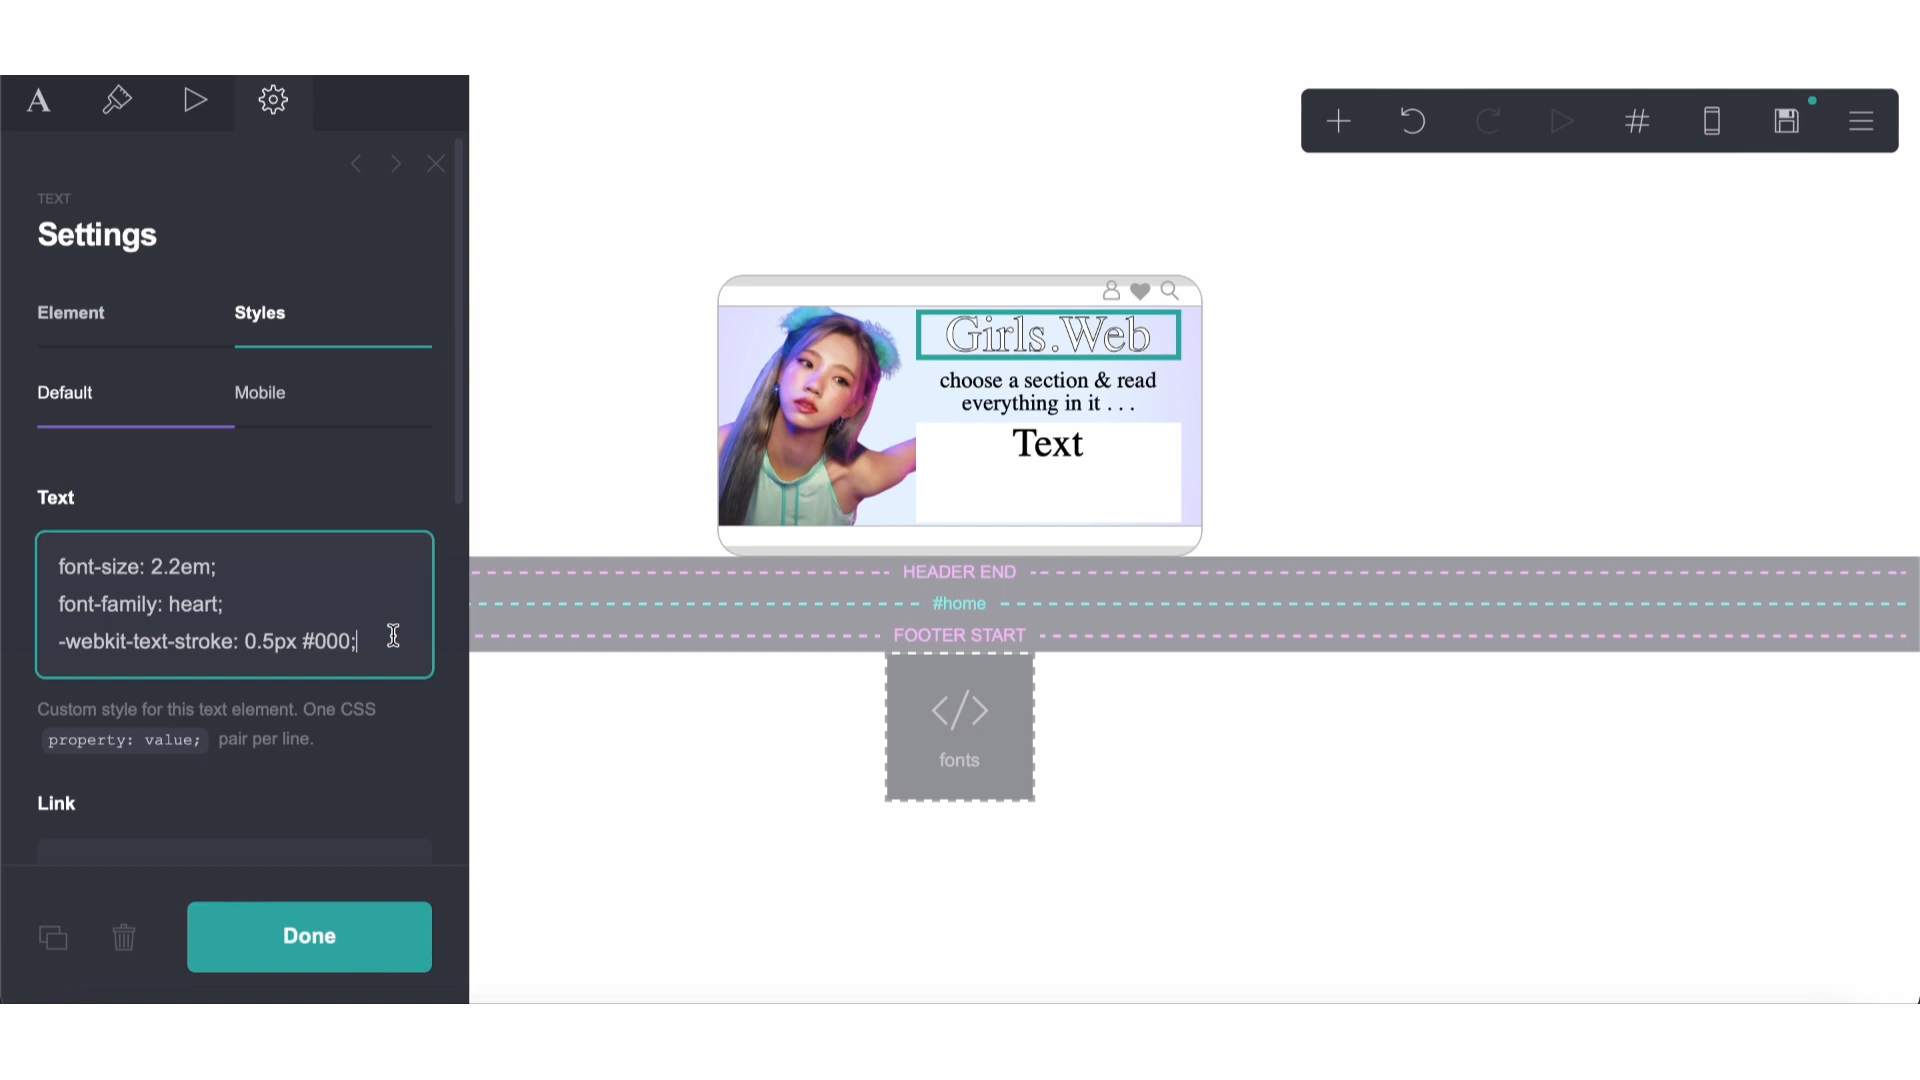 A
TEXT
Settings
Element
Styles
Default
Mobile
Text
font-size: 2.2em;
font-family: heart;
-webkit-text-stroke: 0.5px #000;
Custom style for this text element. One CSS
property: value; pair per line.
Link
Done
Girls.Web
choose a section & read
everything in it . . .
Text
HEADER END
#home
FOOTER START
</>
fonts